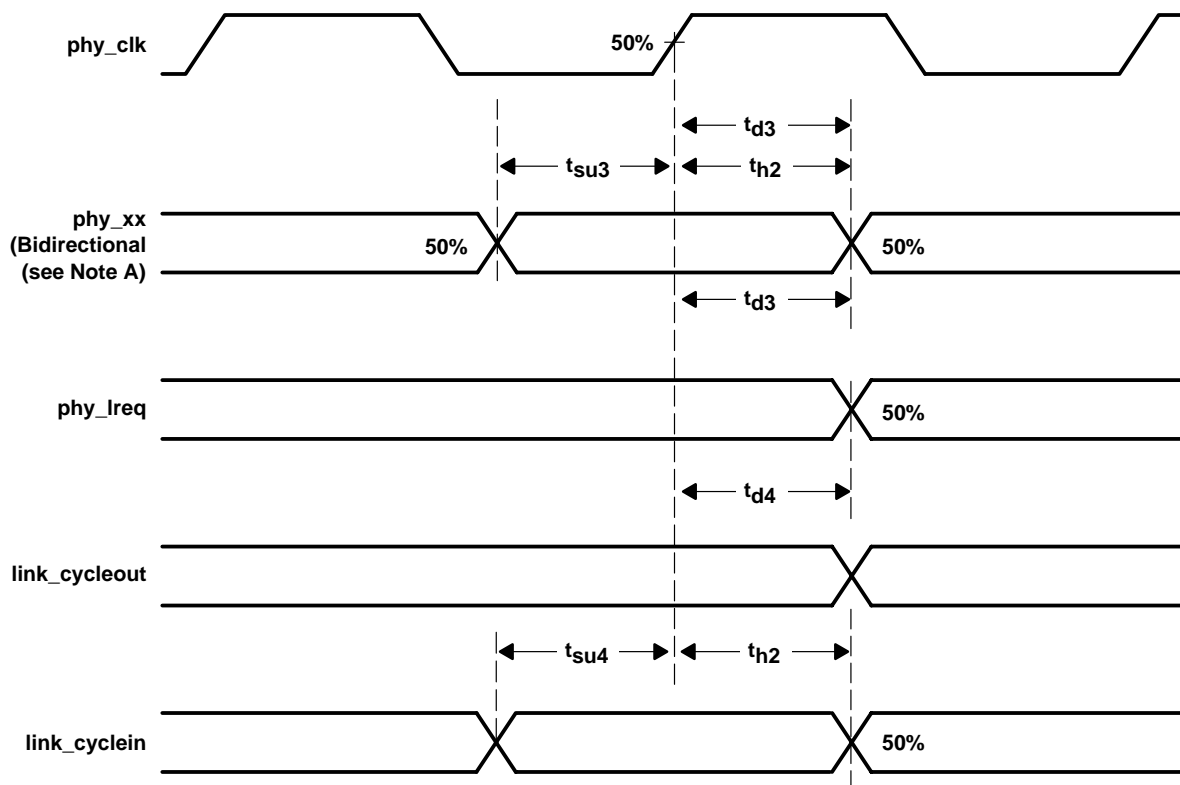 phy_clk
50%
td3
tsu3
th2
phy_xx
(Bidirectional
(see Note A)
50%
50%
td3
phy_lreq
50%
td4
link_cycleout
tsu4
th2
link_cyclein
50%